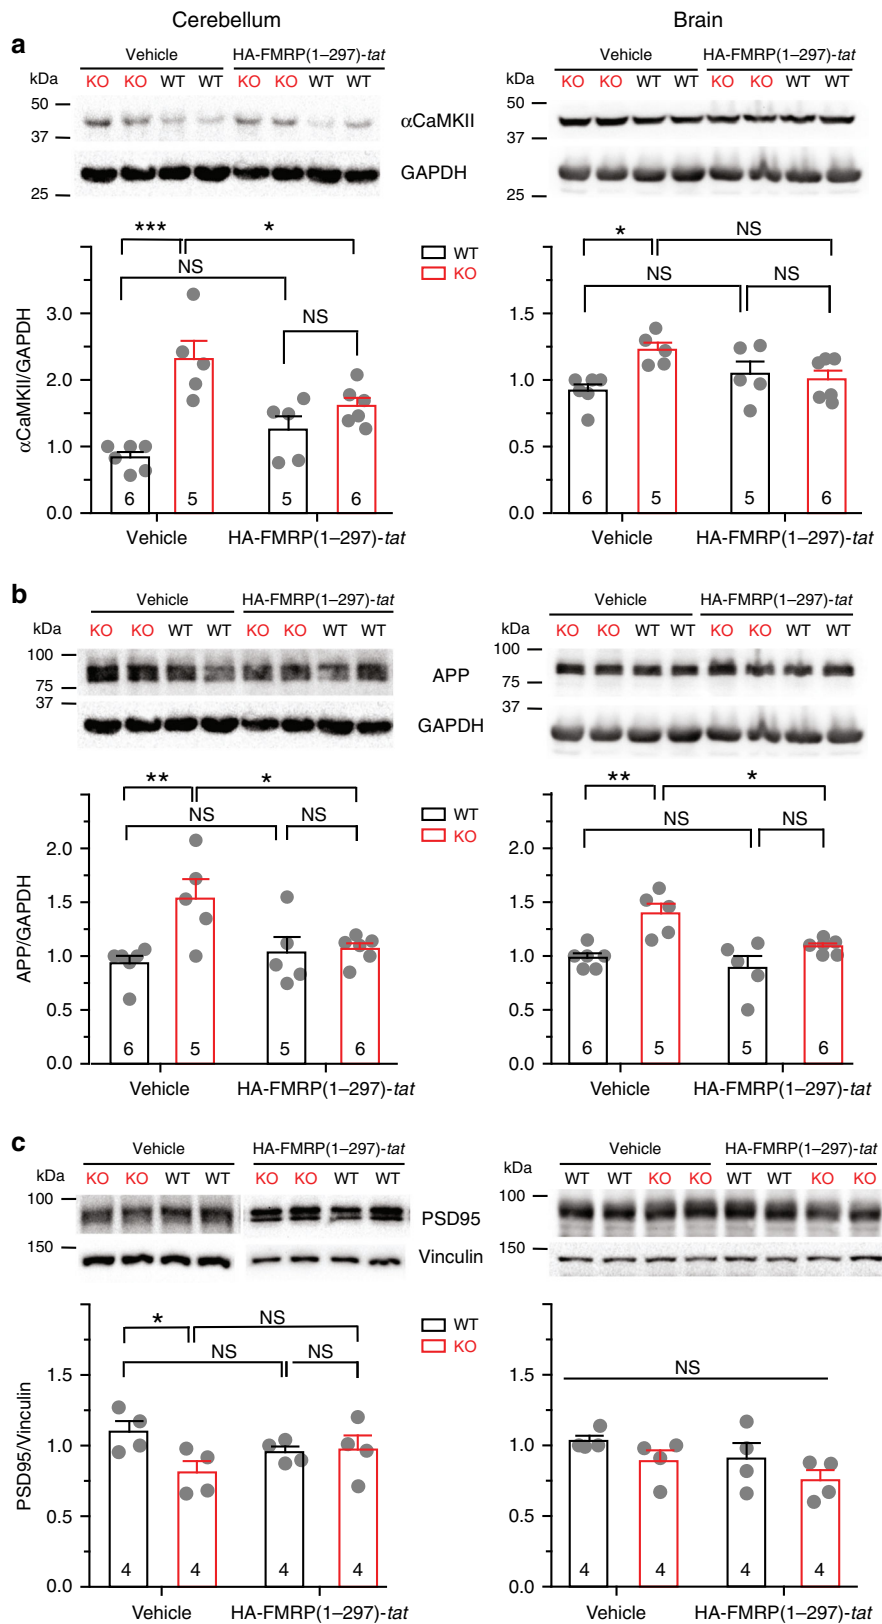 Cerebellum Brain
a
Vehicle HA-FMRP(1–297)-tat Vehicle HA-FMRP(1–297)-tat
kDa KO KO WT WT KO KO WT WT kDa KO KO WT WT KO KO WT WT
50 αCaMKII 50
37 37
GAPDH
25 25
*** * * NS
NS NS NS
NS
WT
KO
αCaMKII/GAPDH
3.0 1.5
2.0 1.0
1.0 0.5
0.0 0.0
6 5 5 6 6 5 5 6
Vehicle HA-FMRP(1–297)-tat Vehicle HA-FMRP(1–297)-tat
b
Vehicle HA-FMRP(1–297)-tat Vehicle HA-FMRP(1–297)-tat
kDa KO KO WT WT KO KO WT WT kDa KO KO WT WT KO KO WT WT
100 APP 100
75 75
37 37
GAPDH
** * ** *
NS NS NS NS
WT
KO
APP/GAPDH
2.0 2.0
1.5 1.5
1.0 1.0
0.5 0.5
0.0 0.0
6 5 5 6 6 5 5 6
Vehicle HA-FMRP(1–297)-tat Vehicle HA-FMRP(1–297)-tat
c
Vehicle HA-FMRP(1–297)-tat Vehicle HA-FMRP(1–297)-tat
kDa KO KO WT WT KO KO WT WT kDa WT WT KO KO WT WT KO KO
100 PSD95 100
150 Vinculin 150
* NS
NS NS NS
WT
KO
PSD95/Vinculin
1.5 1.5
1.0 1.0
0.5 0.5
0.0 0.0
4 4 4 4 4 4 4 4
Vehicle HA-FMRP(1–297)-tat Vehicle HA-FMRP(1–297)-tat